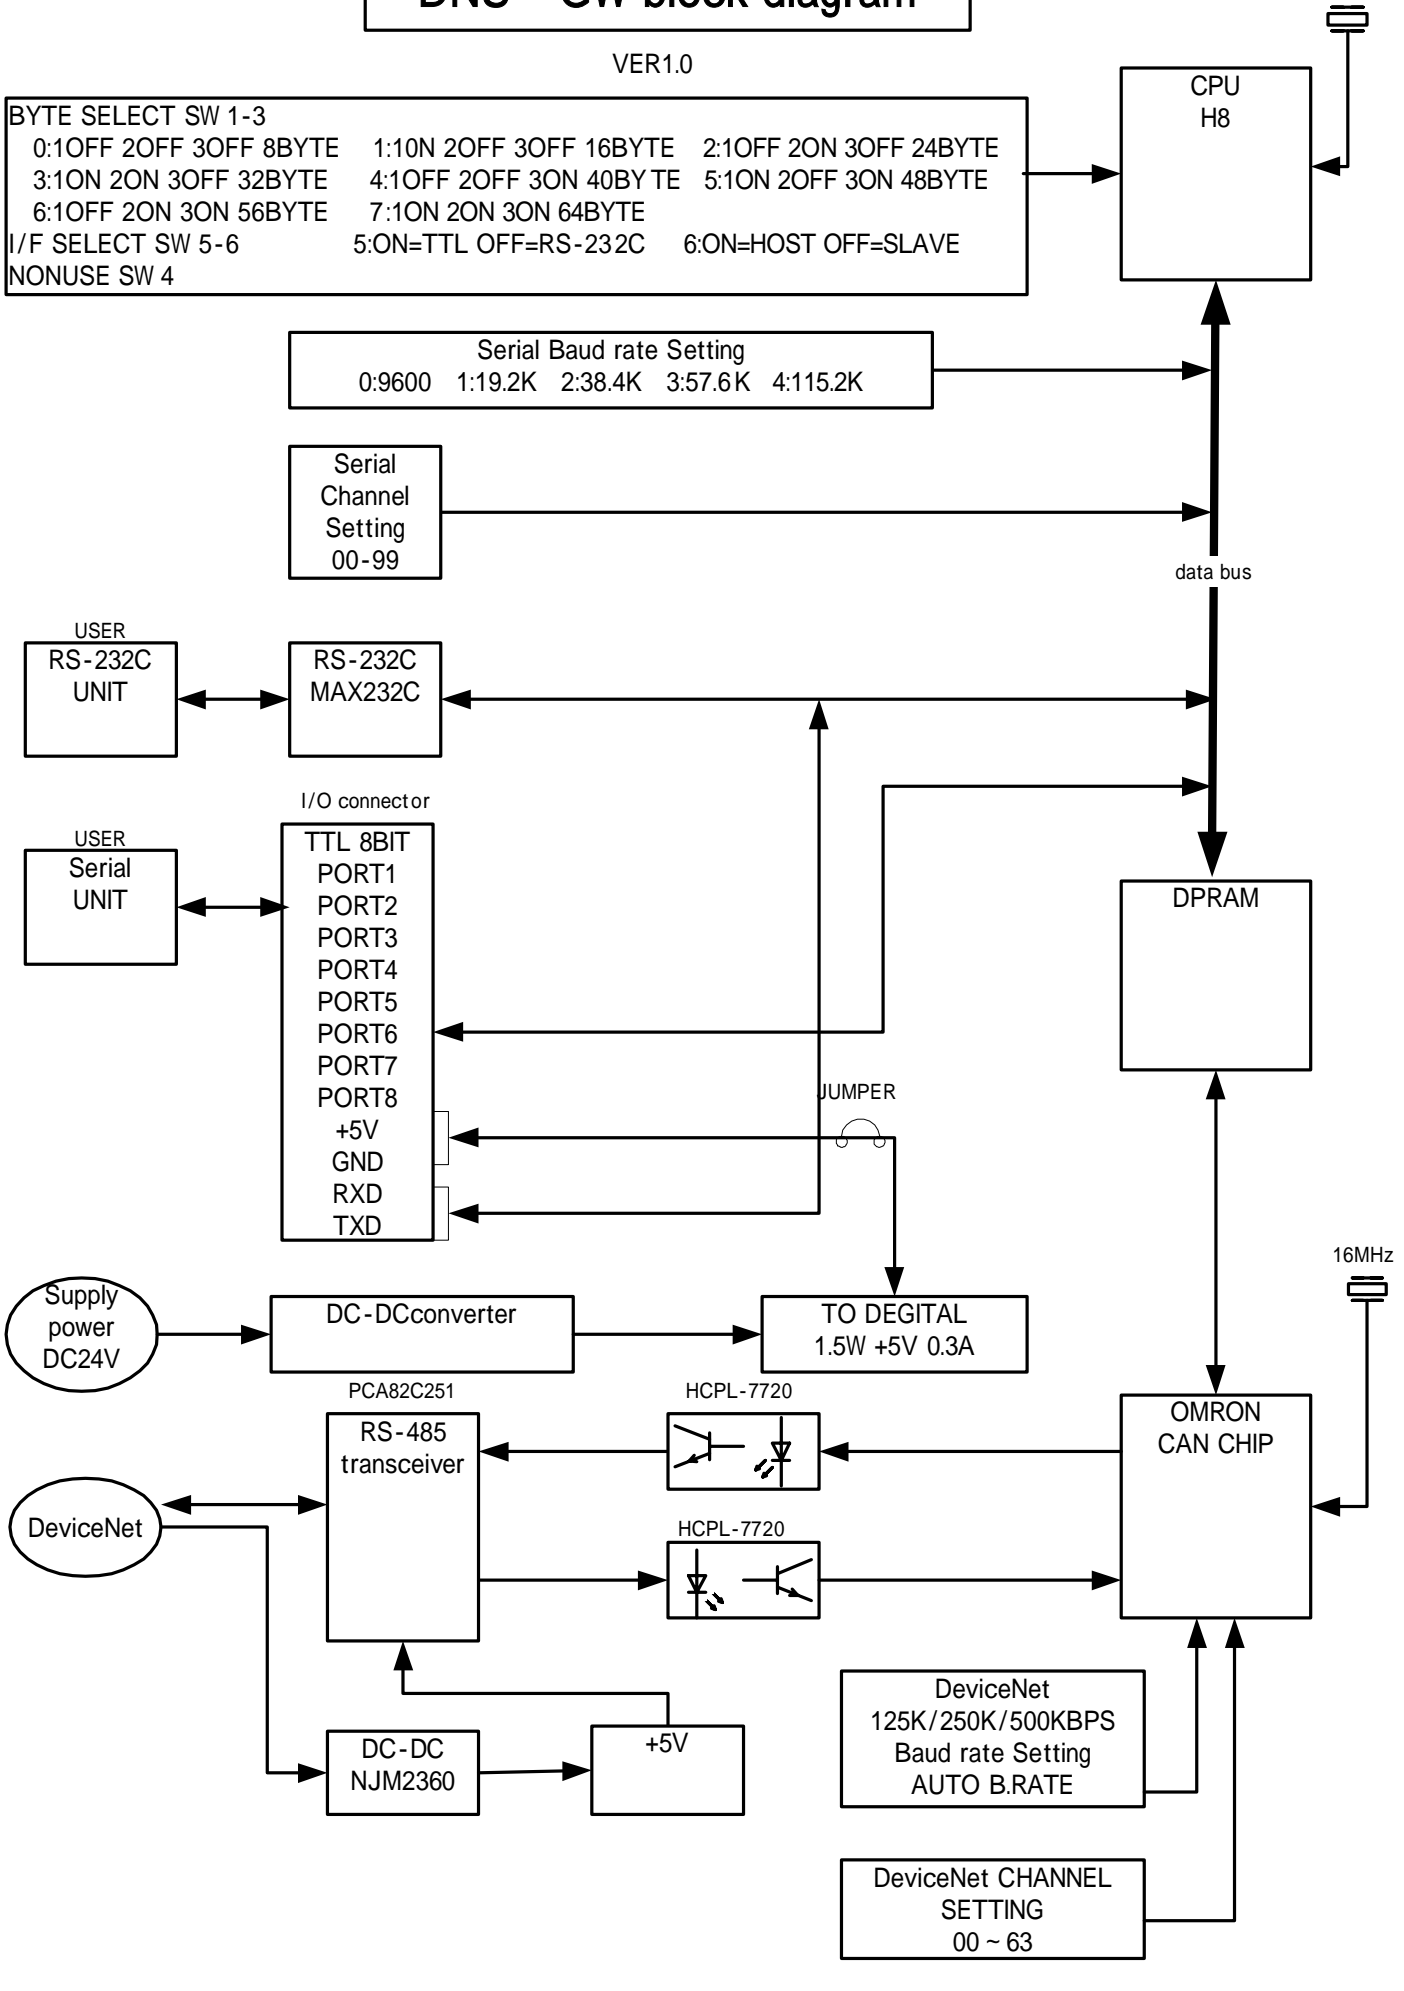 DNS - GW block diagram
VER1.0
CPU
H8
BYTE SELECT SW 1-3
0:1OFF 2OFF 3OFF 8BYTE 1:10N 2OFF 3OFF 16BYTE 2:1OFF 2ON 3OFF 24BYTE
3:1ON 2ON 3OFF 32BYTE 4:1OFF 2OFF 3ON 40BYTE 5:1ON 2OFF 3ON 48BYTE
6:1OFF 2ON 3ON 56BYTE 7:1ON 2ON 3ON 64BYTE
I/F SELECT SW 5-6 5:ON=TTL OFF=RS-232C 6:ON=HOST OFF=SLAVE
NONUSE SW 4
Serial Baud rate Setting
0:9600 1:19.2K 2:38.4K 3:57.6K 4:115.2K
Serial
Channel
Setting
00-99
data bus
USER
RS-232C
UNIT
RS-232C
MAX232C
I/O connector
USER
Serial
UNIT
TTL 8BIT
PORT1
PORT2
PORT3
PORT4
PORT5
PORT6
PORT7
PORT8
+5V
GND
RXD
TXD
DPRAM
JUMPER
16MHz
Supply
power
DC24V
DC-DCconverter
TO DEGITAL
1.5W +5V 0.3A
PCA82C251
RS-485
transceiver
HCPL-7720
OMRON
CAN CHIP
DeviceNet
HCPL-7720
DC-DC
NJM2360
+5V
DeviceNet
125K/250K/500KBPS
Baud rate Setting
AUTO B.RATE
DeviceNet CHANNEL
SETTING
00 ~ 63